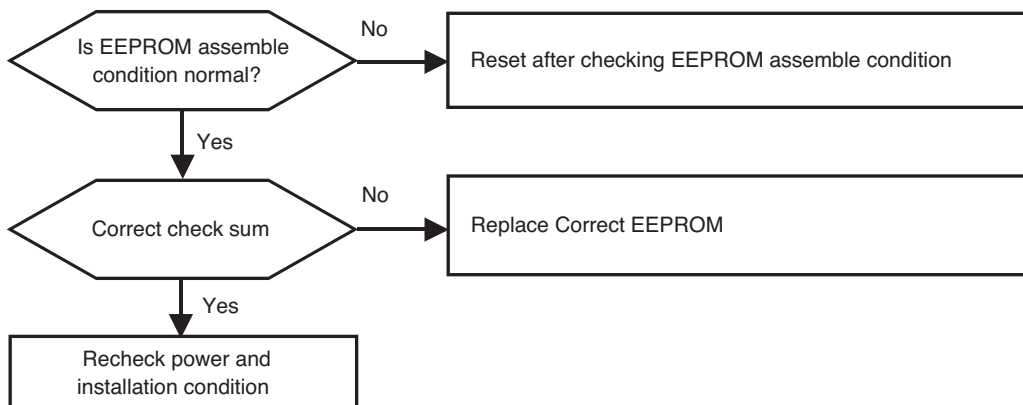 Is EEPROM assemble
condition normal?
No
Reset after checking EEPROM assemble condition
Yes
Correct check sum
No
Replace Correct EEPROM
Yes
Recheck power and
installation condition